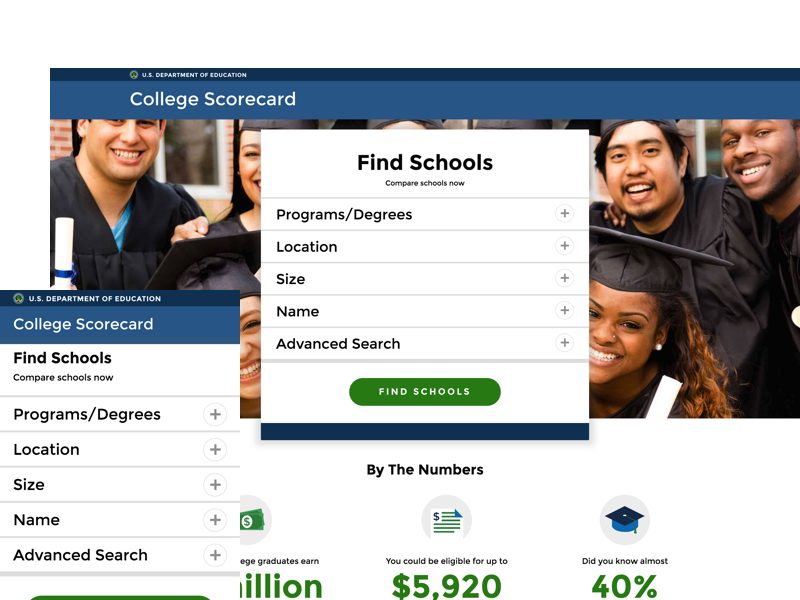 U.S. DEPARTMENT OF EDUCATION
College Scorecard
Find Schools
Compare schools now
Programs/Degrees
Location
Size
Name
Advanced Search
FIND SCHOOLS
By The Numbers
ege graduates earn
illion
You could be eligible for up to
$5,920
Did you know almost
40%
U.S. DEPARTMENT OF EDUCATION
College Scorecard
Find Schools
Compare schools now
Programs/Degrees
Location
Size
Name
Advanced Search